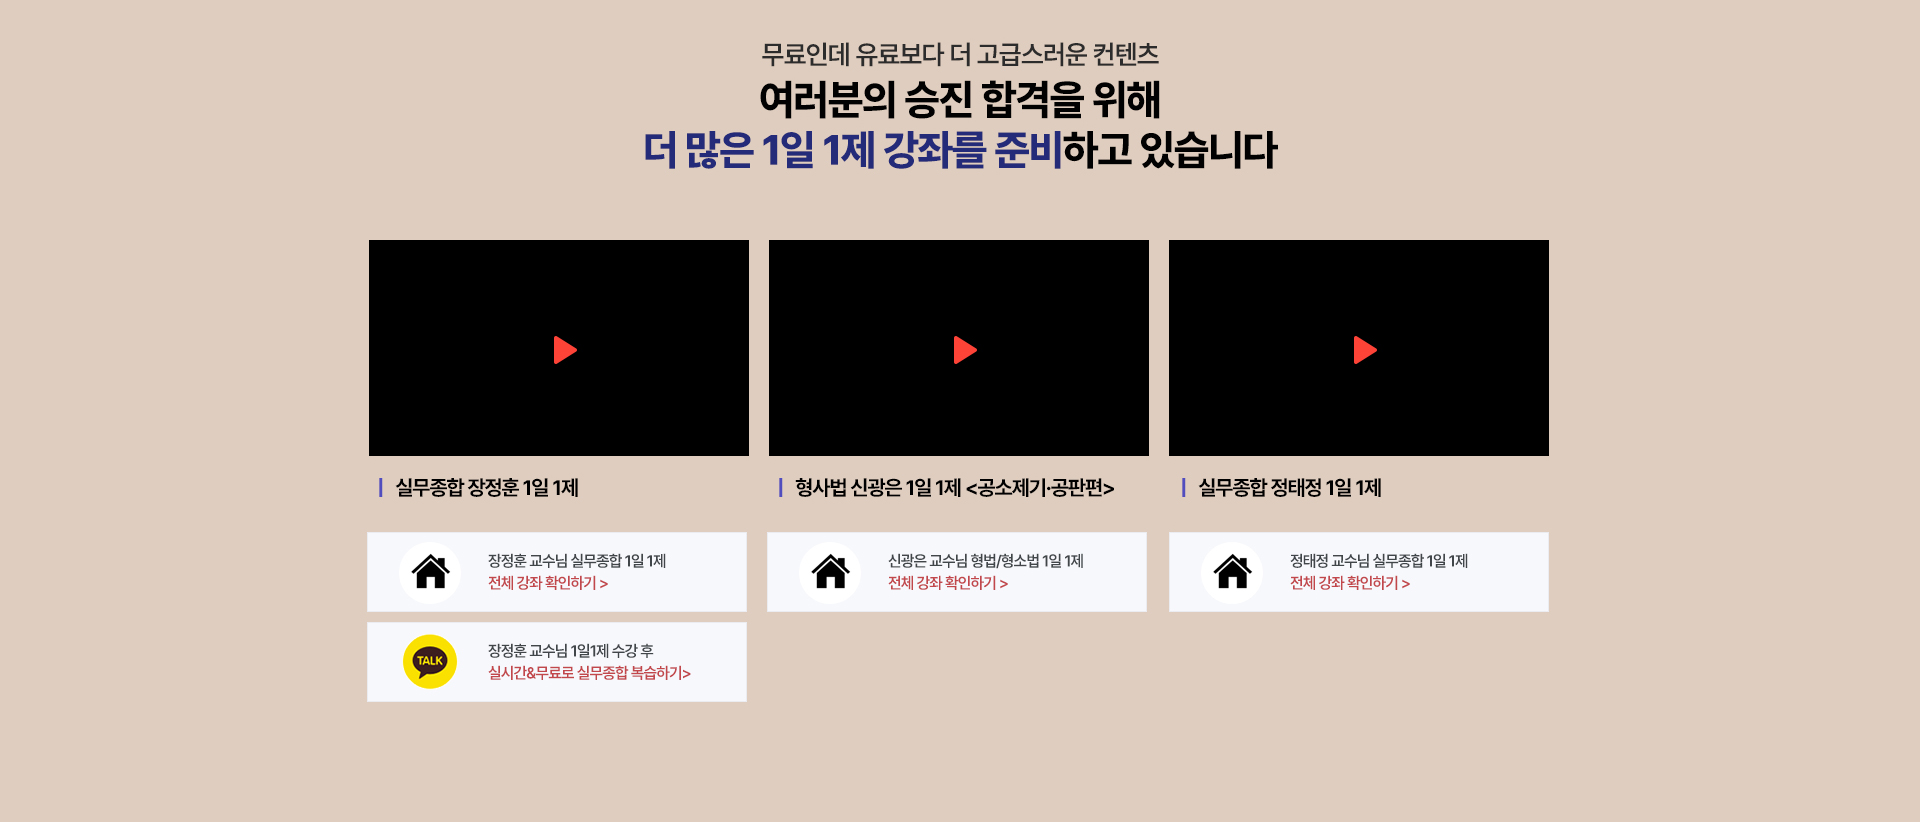 무료인데 유료보다 더 고급스러운 컨텐츠
여러분의 승진 합격을 위해
더 많은 1일 1제 강좌를 준비하고 있습니다
실무종합 장정훈 1일 1제
형사법 신광은 1일 1제 <공소제기·공판편>
실무종합 정태정 1일 1제
장정훈 교수님 실무종합 1일 1제
전체 강좌 확인하기 >
신광은 교수님 형법/형소법 1일 1제
전체 강좌 확인하기 >
정태정 교수님 실무종합 1일 1제
전체 강좌 확인하기 >
TALK
장정훈 교수님 1일1제 수강 후
실시간&무료로 실무종합 복습하기>